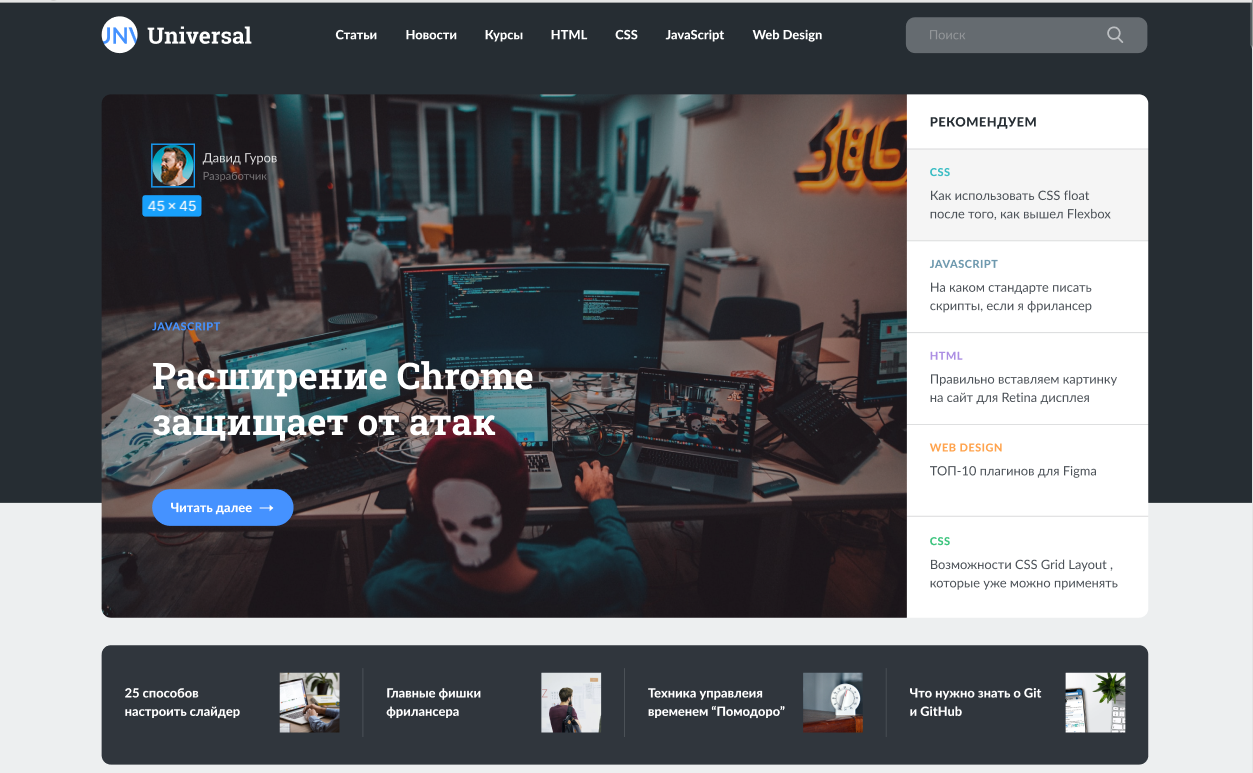 UNIV Universal
Статьи Новости Курсы HTML CSS JavaScript Web Design
Поиск
Давид Гуров
Разработчик
45 × 45
JAVASCRIPT
Расширение Chrome
защищает от атак
Читать далее →
РЕКОМЕНДУЕМ
CSS
Как использовать CSS float
после того, как вышел Flexbox
JAVASCRIPT
На каком стандарте писать
скрипты, если я фрилансер
HTML
Правильно вставляем картинку
на сайт для Retina дисплея
WEB DESIGN
ТОП-10 плагинов для Figma
CSS
Возможности CSS Grid Layout ,
которые уже можно применять
25 способов
настроить слайдер
Главные фишки
фрилансера
Техника управлеия
временем “Помодоро”
Что нужно знать о Git
и GitHub